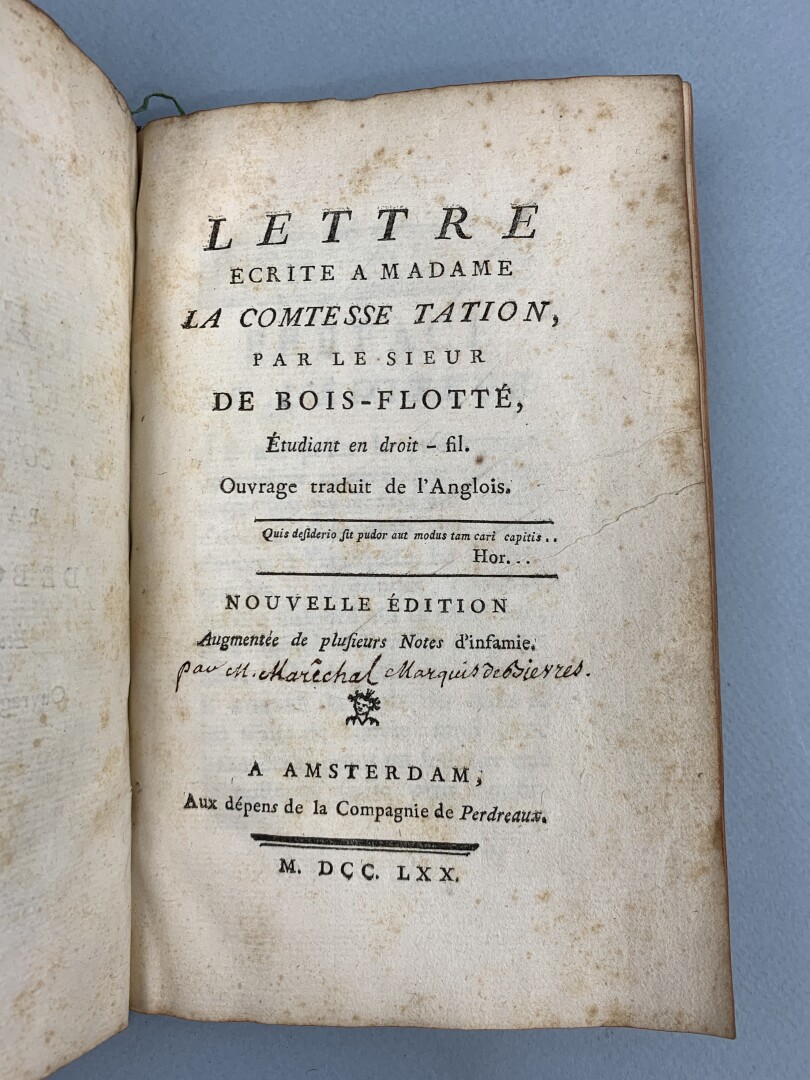 LETTRE
ÉCRITE A MADAME
LA COMTESSE TATION,
PAR LE SIEUR
DE BOIS-FLOTTÉ,
Étudiant en droit-fil.
Ouvrage traduit de l'Anglois.
Quis deſiderio ſit pudor aut modus tam cari capitis..
Hor...
NOUVELLE ÉDITION
Augmentée de pluſieurs Notes d'infamie.
par M. Marêchal Marquis de Bievres.
A AMSTERDAM,
Aux dépens de la Compagnie de Perdreaux.
M. DCC. LXX.